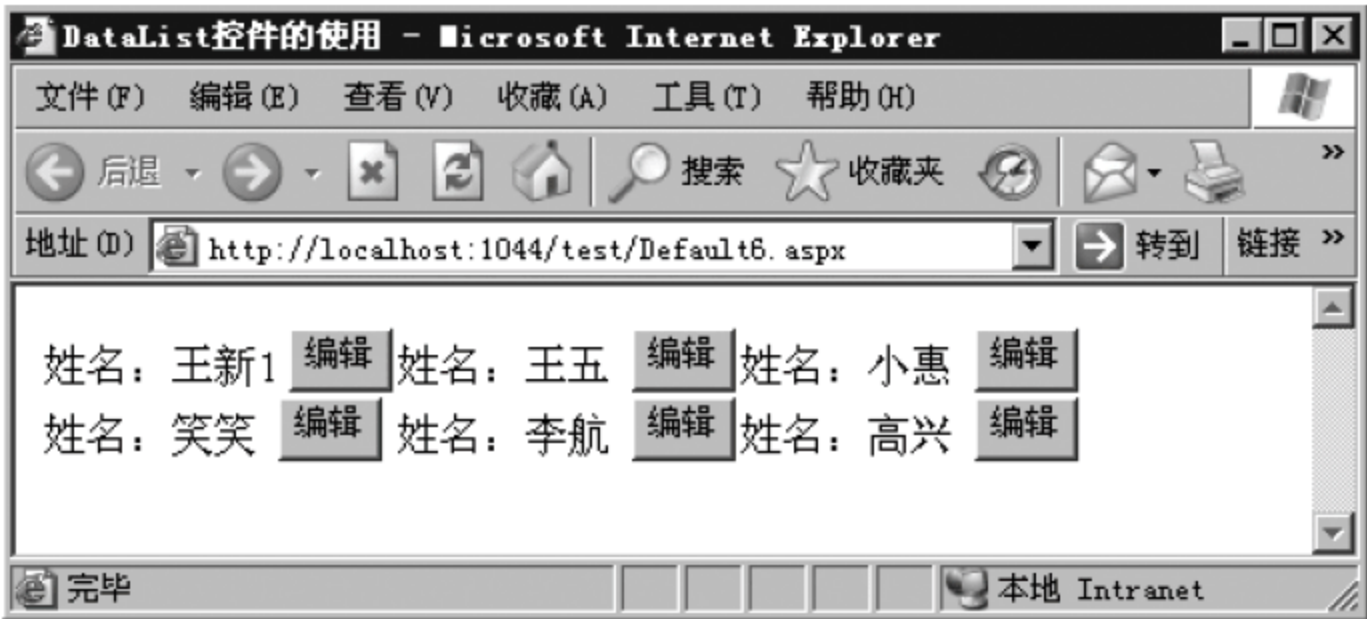 DataList控件的使用 - Microsoft Internet Explorer
文件(F) 编辑(E) 查看(V) 收藏(A) 工具(T) 帮助(H)
后退 搜索 收藏夹 »
地址(D) http://localhost:1044/test/Default6.aspx 转到 链接 »
姓名：王新1 编辑 姓名：王五 编辑 姓名：小惠 编辑
姓名：笑笑 编辑 姓名：李航 编辑 姓名：高兴 编辑
完毕 本地 Intranet